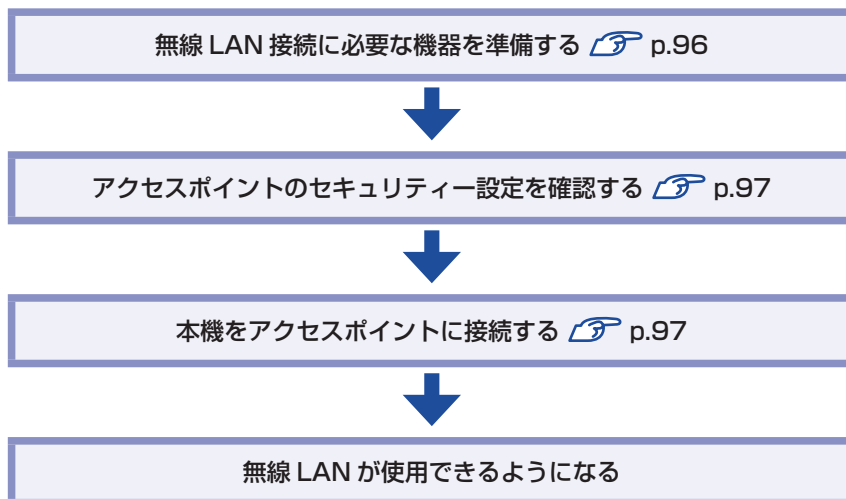 無線 LAN 接続に必要な機器を準備する p.96
アクセスポイントのセキュリティー設定を確認する p.97
本機をアクセスポイントに接続する p.97
無線 LAN が使用できるようになる